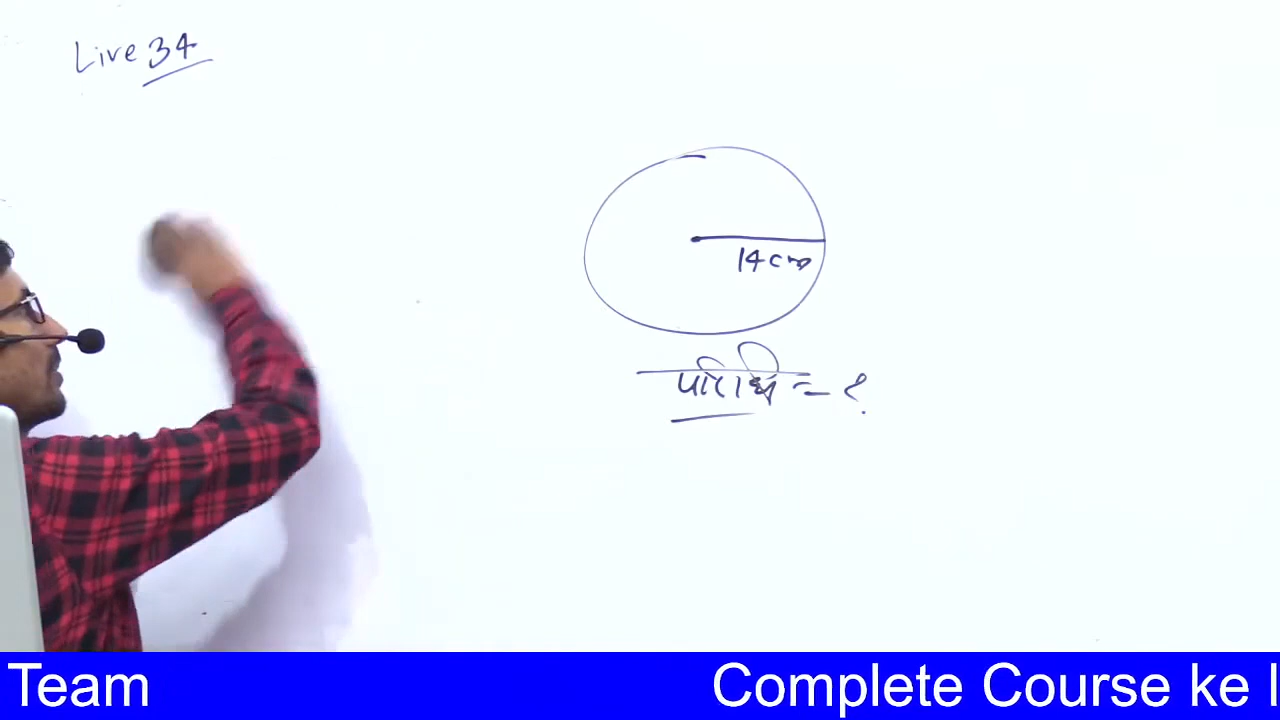 Live 34
14cm
परिधि = ?
Team Complete Course ke l